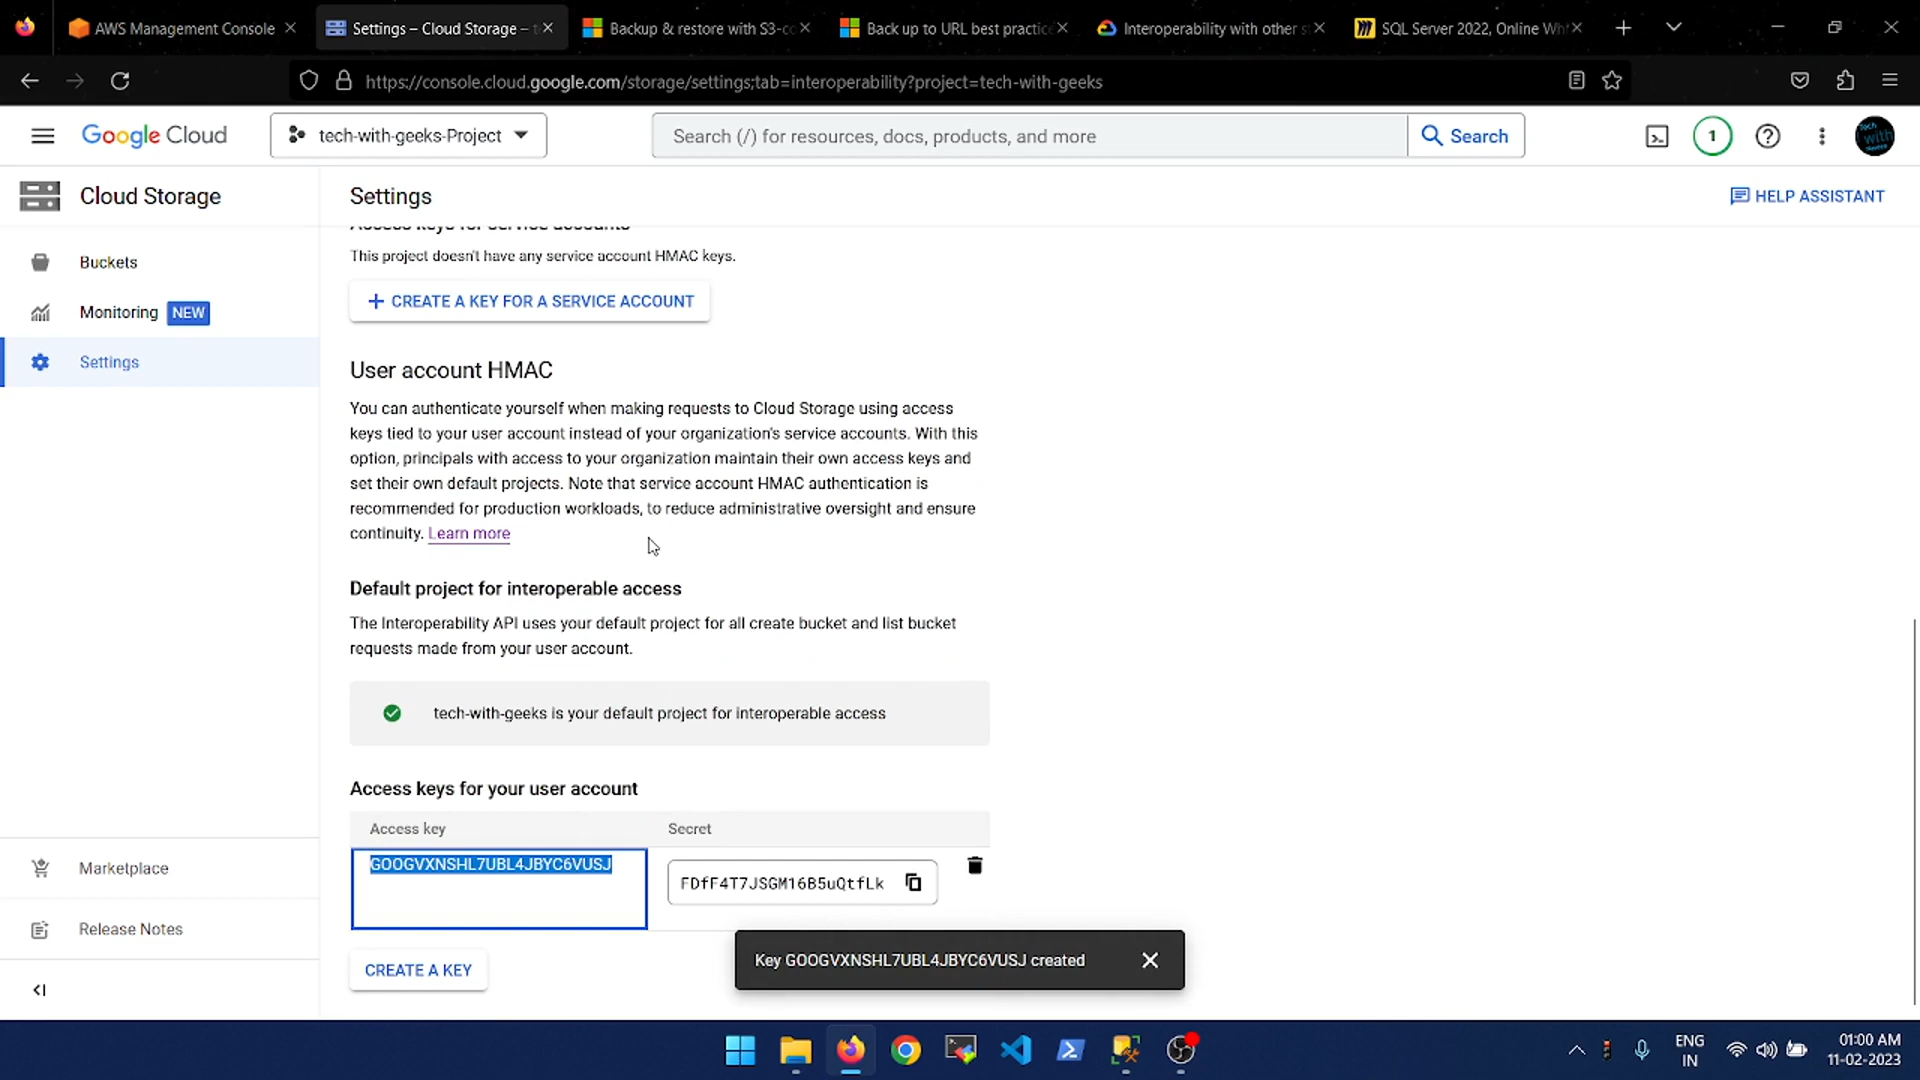 AWS Management Console
Settings – Cloud Storage –
Backup & restore with S3-co
Back up to URL best practice
Interoperability with other s
SQL Server 2022, Online Wh
https://console.cloud.google.com/storage/settings;tab=interoperability?project=tech-with-geeks
Google Cloud
tech-with-geeks-Project
Search (/) for resources, docs, products, and more
Search
1
Cloud Storage
Settings
HELP ASSISTANT
Buckets
Monitoring NEW
Settings
Access keys for service accounts
This project doesn't have any service account HMAC keys.
+ CREATE A KEY FOR A SERVICE ACCOUNT
User account HMAC
You can authenticate yourself when making requests to Cloud Storage using access
keys tied to your user account instead of your organization's service accounts. With this
option, principals with access to your organization maintain their own access keys and
set their own default projects. Note that service account HMAC authentication is
recommended for production workloads, to reduce administrative oversight and ensure
continuity. Learn more
Default project for interoperable access
The Interoperability API uses your default project for all create bucket and list bucket
requests made from your user account.
tech-with-geeks is your default project for interoperable access
Access keys for your user account
Access key Secret
GOOGVXNSHL7UBL4JBYC6VUSJ
FDfF4T7JSGM16B5uQtfLk
Marketplace
Release Notes
CREATE A KEY
Key GOOGVXNSHL7UBL4JBYC6VUSJ created
ENG
IN
01:00 AM
11-02-2023